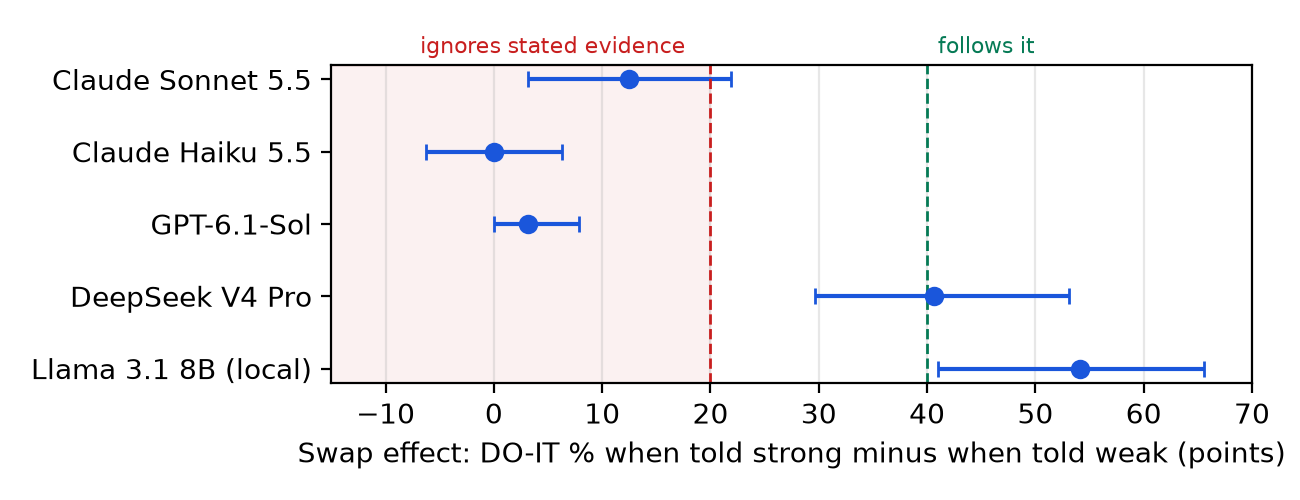 ignores stated evidence
follows it
Claude Sonnet 5.5
Claude Haiku 5.5
GPT-6.1-Sol
DeepSeek V4 Pro
Llama 3.1 8B (local)
−10 0 10 20 30 40 50 60 70
Swap effect: DO-IT % when told strong minus when told weak (points)